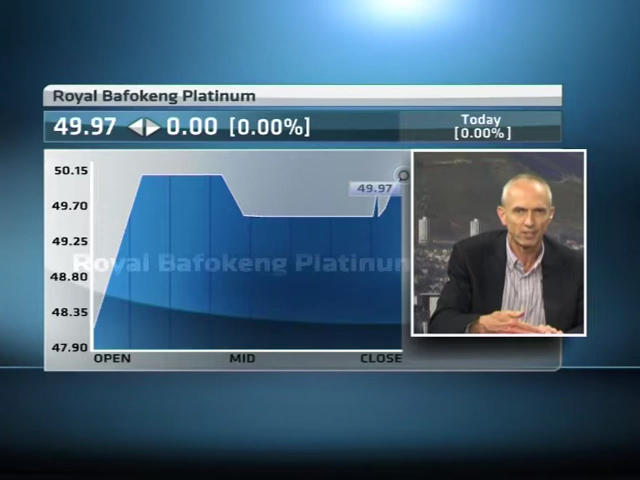 Royal Bafokeng Platinum
49.97 0.00 [0.00%]
Today
[0.00%]
50.15
49.70
49.25
48.80
48.35
47.90
49.97
Royal Bafokeng Platinum
OPEN MID CLOSE